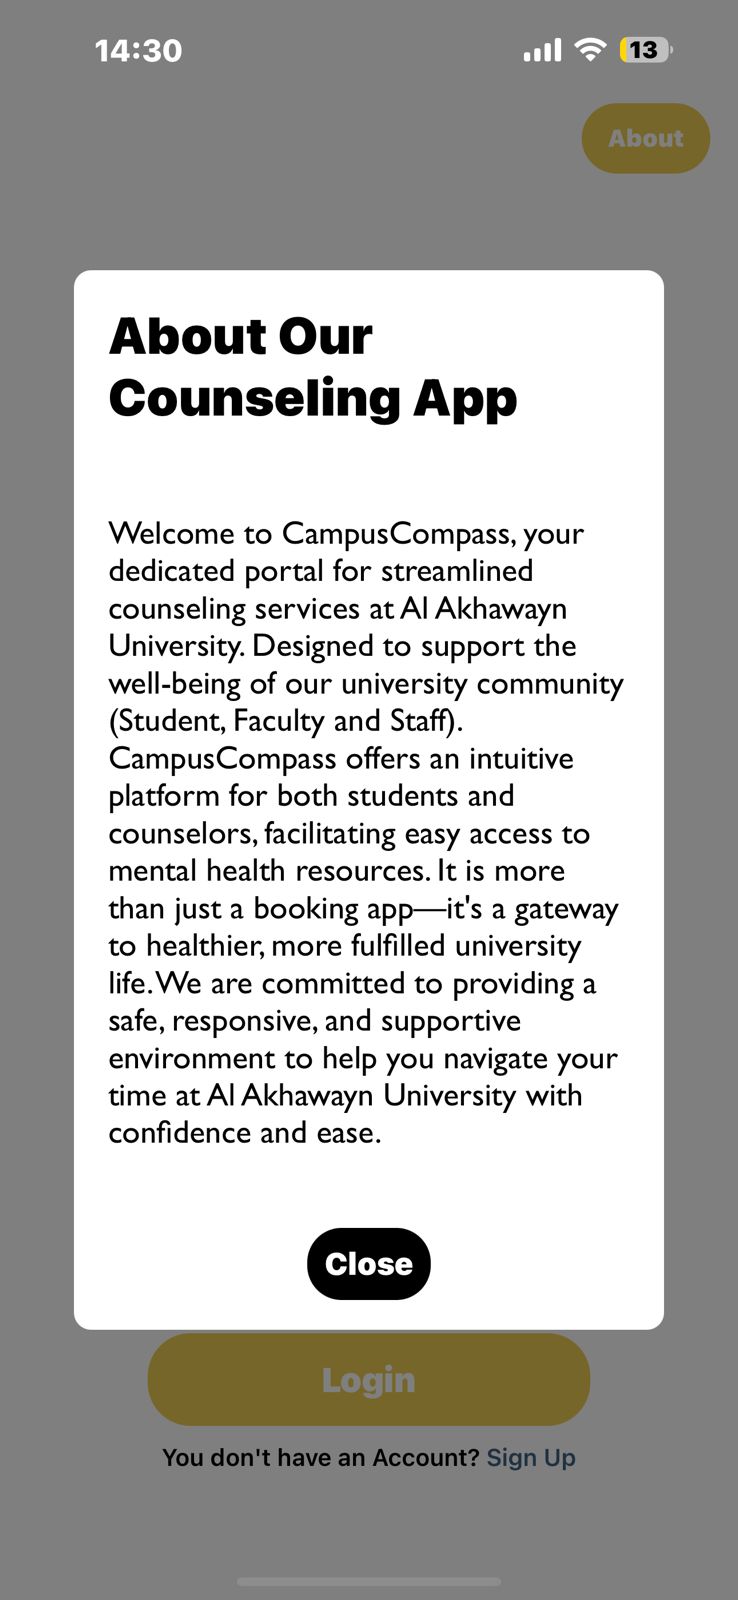 14:30
13
About
About Our
Counseling App
Welcome to CampusCompass, your
dedicated portal for streamlined
counseling services at Al Akhawayn
University. Designed to support the
well-being of our university community
(Student, Faculty and Staff).
CampusCompass offers an intuitive
platform for both students and
counselors, facilitating easy access to
mental health resources. It is more
than just a booking app—it's a gateway
to healthier, more fulfilled university
life. We are committed to providing a
safe, responsive, and supportive
environment to help you navigate your
time at Al Akhawayn University with
confidence and ease.
Close
Login
You don't have an Account? Sign Up